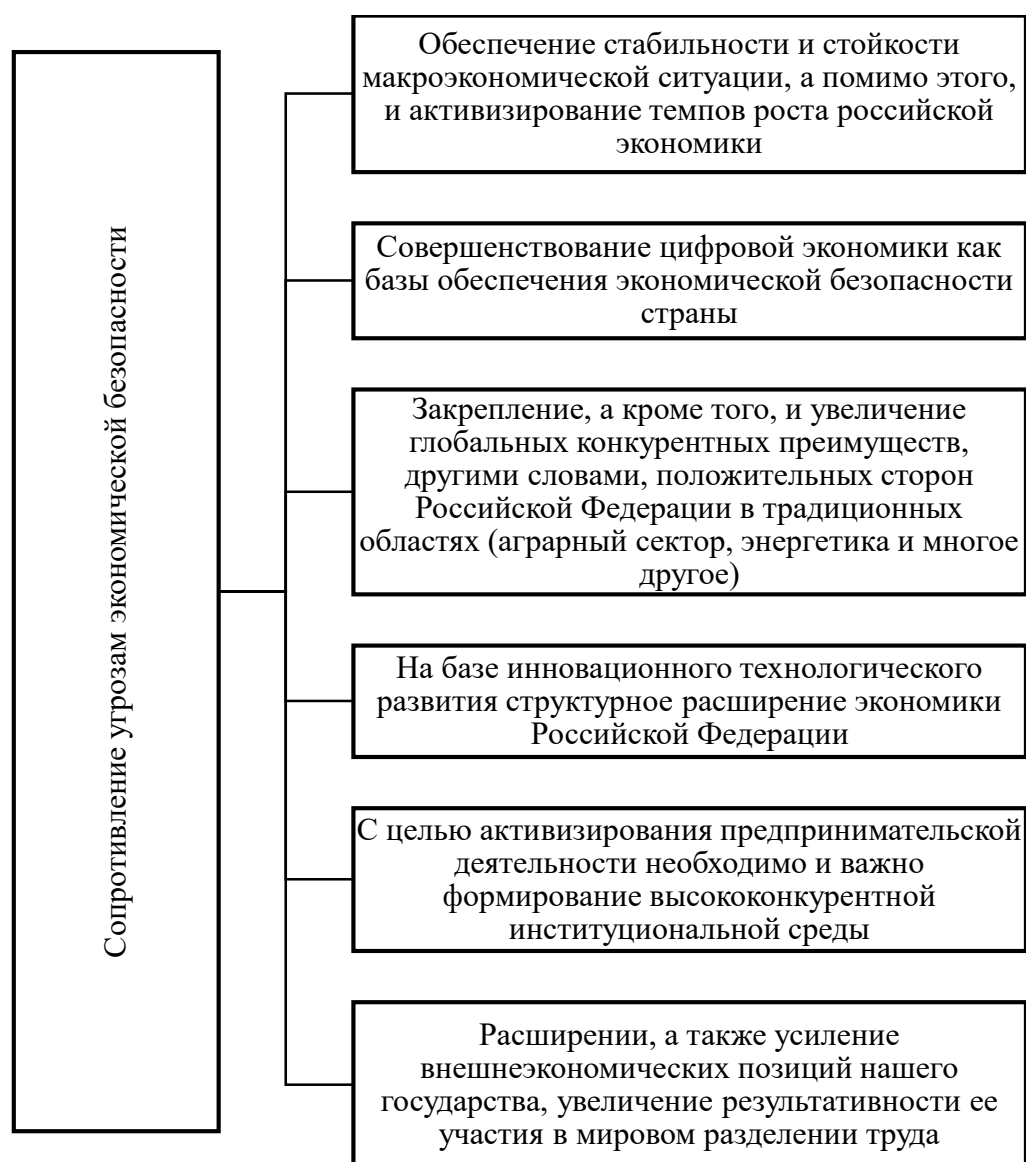 Сопротивление угрозам экономической безопасности
Обеспечение стабильности и стойкости
макроэкономической ситуации, а помимо этого,
и активизирование темпов роста российской
экономики
Совершенствование цифровой экономики как
базы обеспечения экономической безопасности
страны
Закрепление, а кроме того, и увеличение
глобальных конкурентных преимуществ,
другими словами, положительных сторон
Российской Федерации в традиционных
областях (аграрный сектор, энергетика и многое
другое)
На базе инновационного технологического
развития структурное расширение экономики
Российской Федерации
С целью активизирования предпринимательской
деятельности необходимо и важно
формирование высококонкурентной
институциональной среды
Расширении, а также усиление
внешнеэкономических позиций нашего
государства, увеличение результативности ее
участия в мировом разделении труда